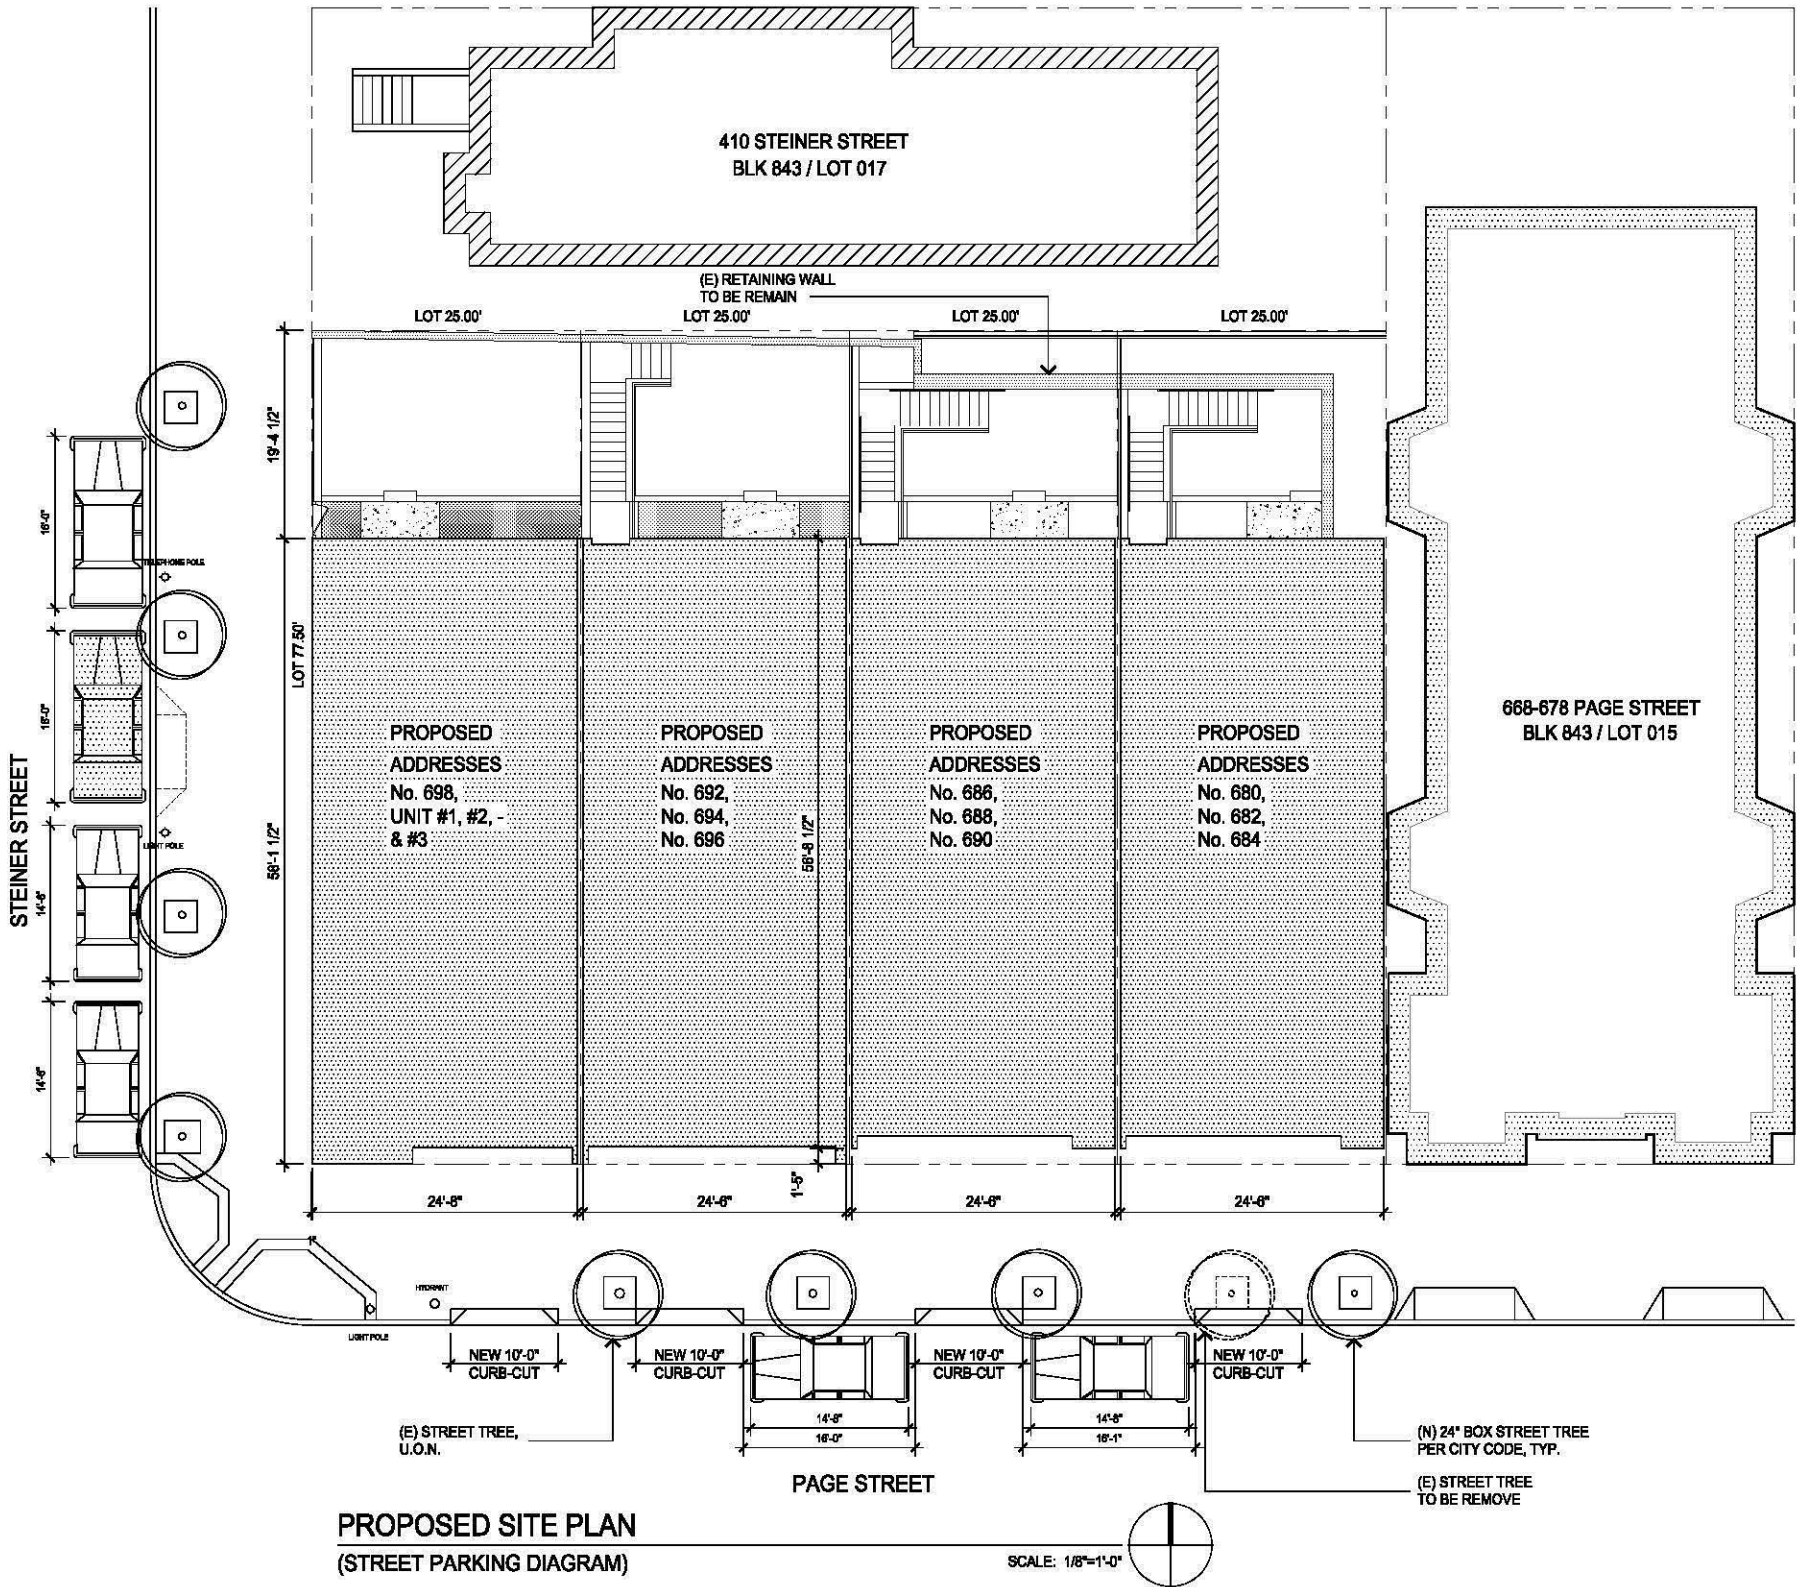 410 STEINER STREET
BLK 843 / LOT 017
(E) RETAINING WALL
TO BE REMAIN
LOT 25.00'
LOT 25.00'
LOT 25.00'
LOT 25.00'
19'-4 1/2"
16'-0"
TELEPHONE POLE
16'-0"
LOT 77.50'
STEINER STREET
LIGHT POLE
14'-6"
58'-1 1/2"
14'-6"
PROPOSED
ADDRESSES
No. 698,
UNIT #1, #2, -
& #3
PROPOSED
ADDRESSES
No. 692,
No. 694,
No. 696
56'-8 1/2"
PROPOSED
ADDRESSES
No. 686,
No. 688,
No. 690
PROPOSED
ADDRESSES
No. 680,
No. 682,
No. 684
668-678 PAGE STREET
BLK 843 / LOT 015
24'-8"
24'-6"
1'-5"
24'-6"
24'-6"
HYDRANT
LIGHT POLE
NEW 10'-0"
CURB-CUT
NEW 10'-0"
CURB-CUT
NEW 10'-0"
CURB-CUT
NEW 10'-0"
CURB-CUT
14'-8"
16'-0"
14'-8"
16'-1"
(E) STREET TREE,
U.O.N.
(N) 24" BOX STREET TREE
PER CITY CODE, TYP.
(E) STREET TREE
TO BE REMOVE
PAGE STREET
PROPOSED SITE PLAN
(STREET PARKING DIAGRAM)
SCALE: 1/8"=1'-0"